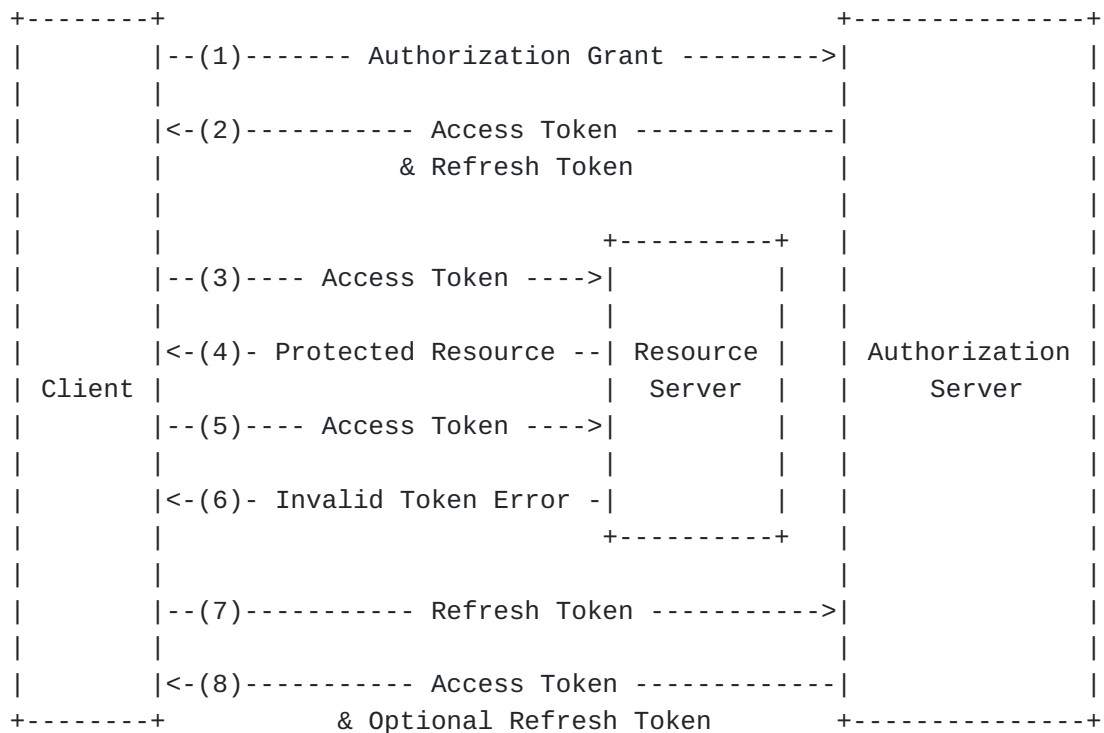 (1) Authorization Grant
(2) Access Token
& Refresh Token
(3) Access Token
(4) Protected Resource Resource Authorization
Client Server Server
(5) Access Token
(6) Invalid Token Error
(7) Refresh Token
(8) Access Token
& Optional Refresh Token